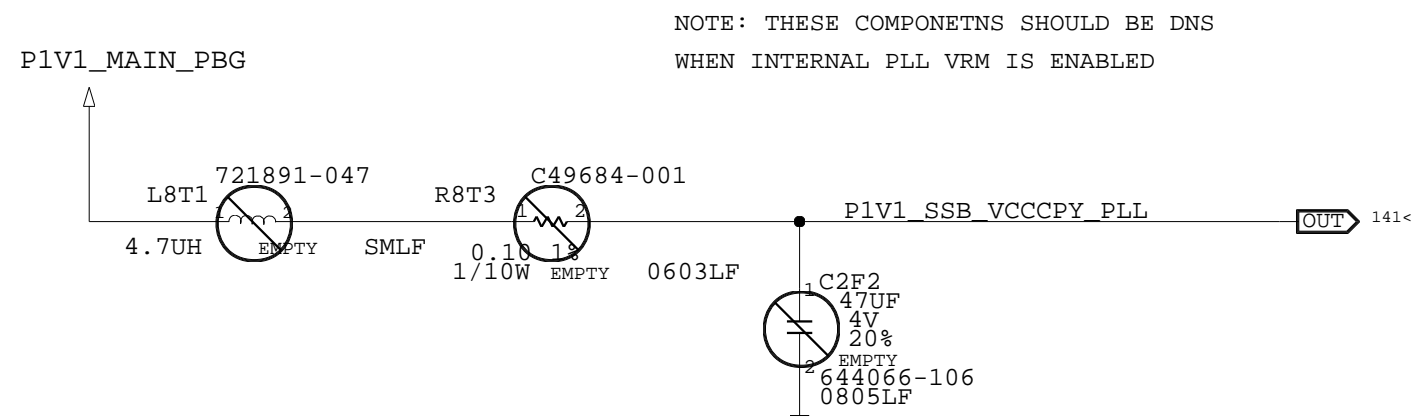 NOTE: THESE COMPONETNS SHOULD BE DNS
WHEN INTERNAL PLL VRM IS ENABLED
P1V1_MAIN_PBG
721891-047
L8T1
1
2
4.7UH
EMPTY
SMLF
C49684-001
R8T3
1
2
0.10 1%
1/10W
EMPTY
0603LF
P1V1_SSB_VCCCPY_PLL
OUT
141<
1
C2F2
47UF
4V
20%
EMPTY
2
644066-106
0805LF